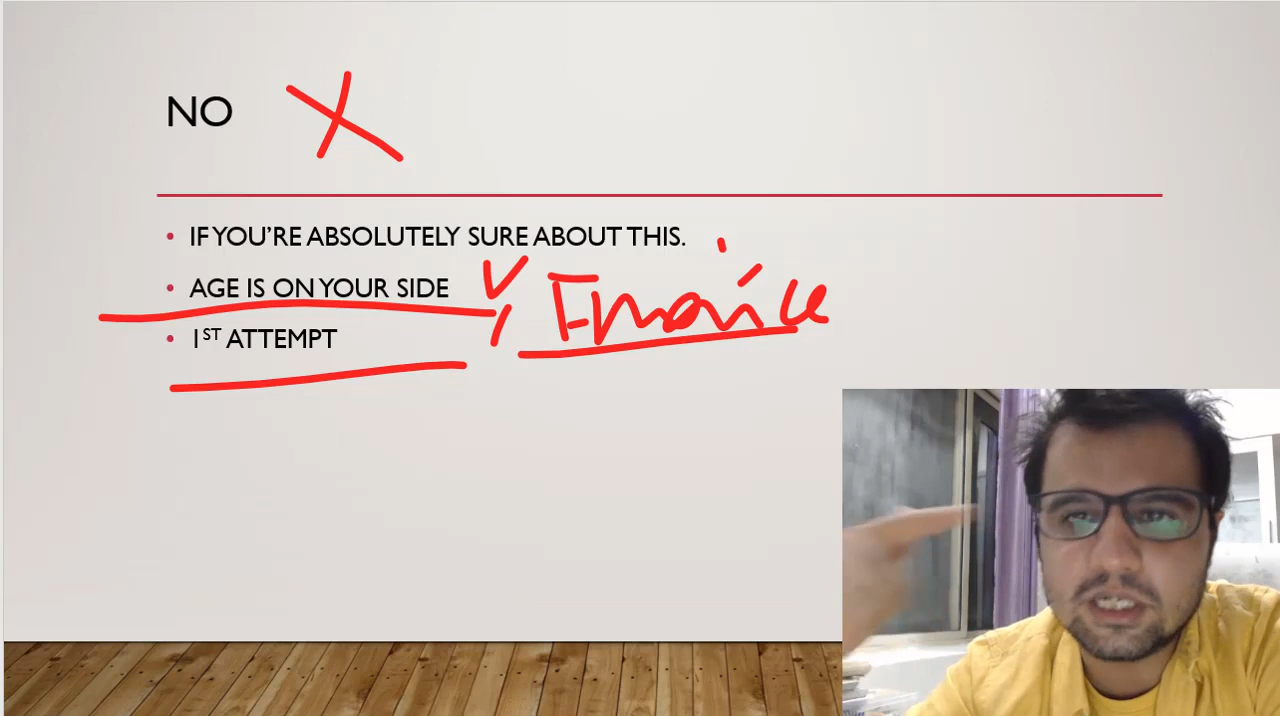 NO
IF YOU'RE ABSOLUTELY SURE ABOUT THIS.
AGE IS ON YOUR SIDE
Finance
1ST ATTEMPT